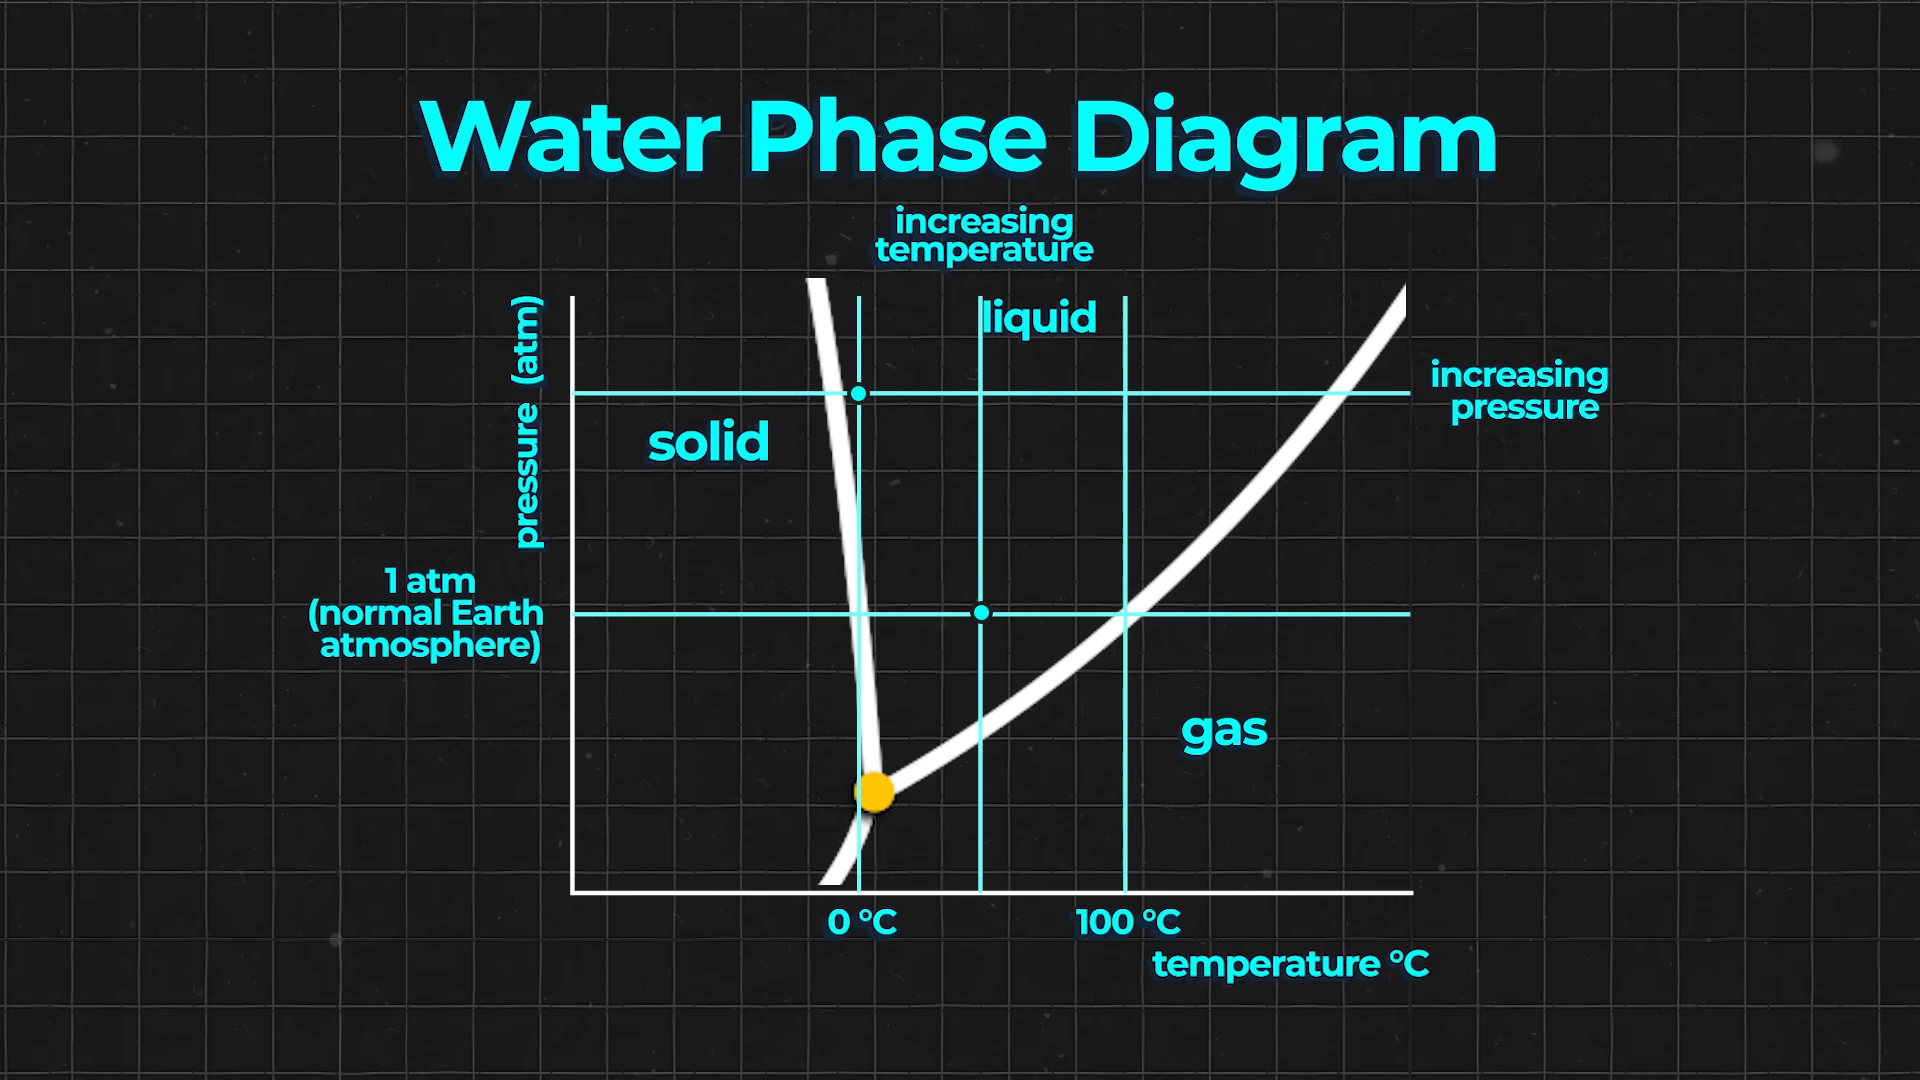 Water Phase Diagram
increasing
temperature
pressure (atm)
liquid
increasing
pressure
solid
1 atm
(normal Earth
atmosphere)
gas
0 °C
100 °C
temperature °C